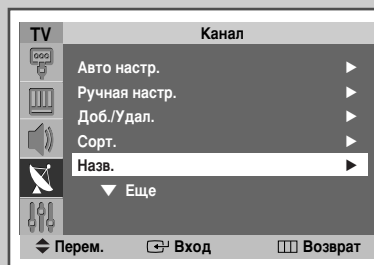 TV Канал
Авто настр.
Ручная настр.
Доб./Удал.
Сорт.
Назв.
Еще
Перем. Вход Возврат